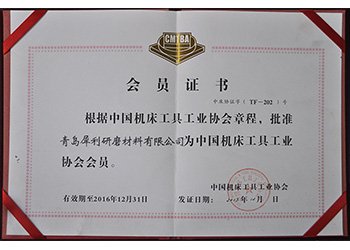 CMTBA
会员证书
中床协证字（YF-202）号
根据中国机床工具工业协会章程，批准
青岛犀利研磨材料有限公司为中国机床工具工业
协会会员。
中国机床工具工业协会
有效期至2016年12月31日
发证日期： 年 月 日